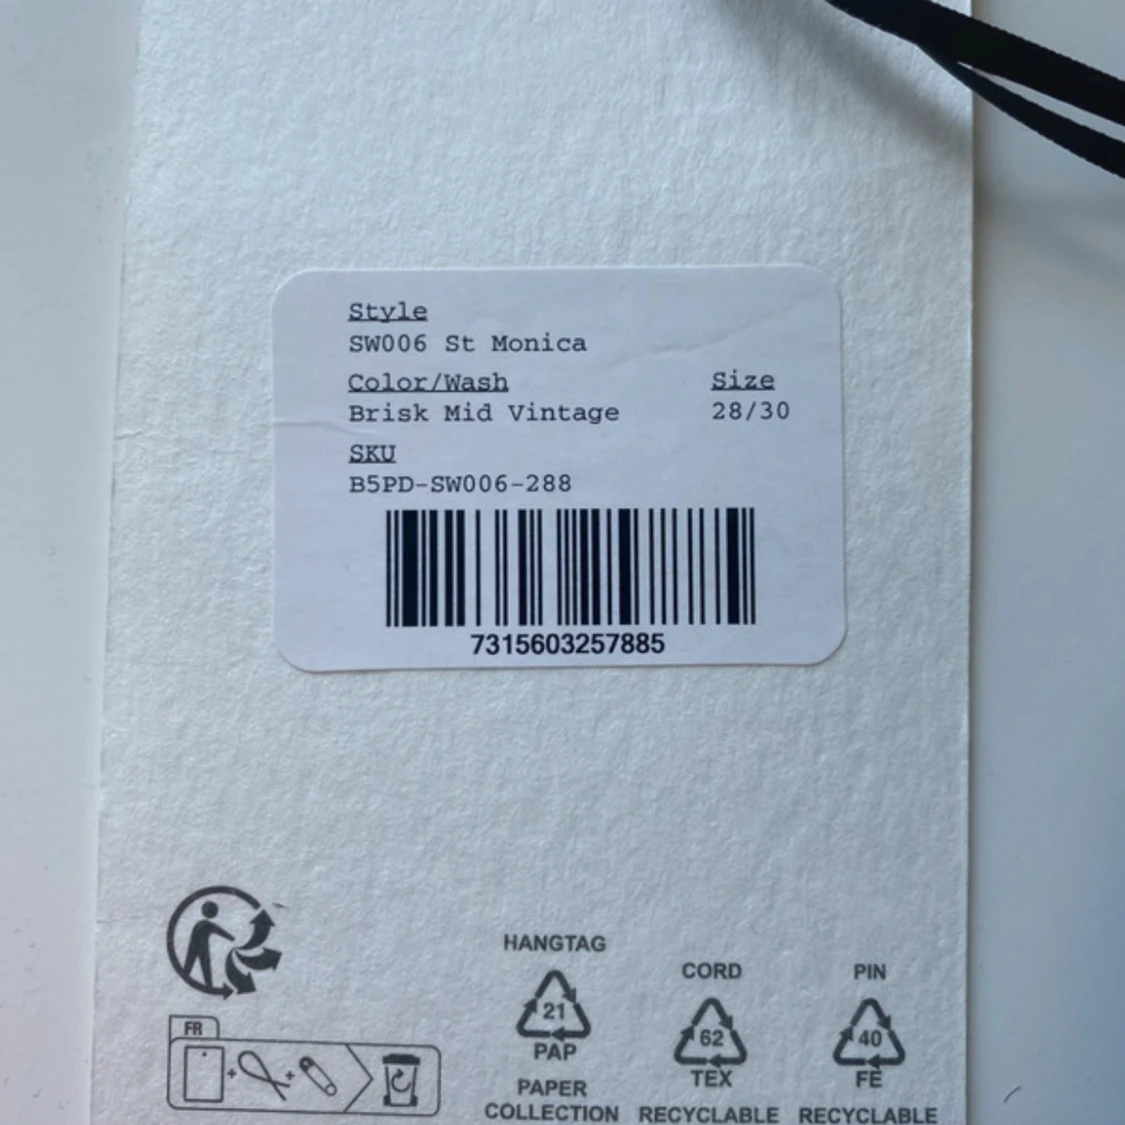 Style
SW006 St Monica
Color/Wash
Size
Brisk Mid Vintage
28/30
SKU
B5PD-SW006-288
7315603257885
FR
HANGTAG
21
PAP
PAPER
COLLECTION
CORD
62
TEX
RECYCLABLE
PIN
40
FE
RECYCLABLE